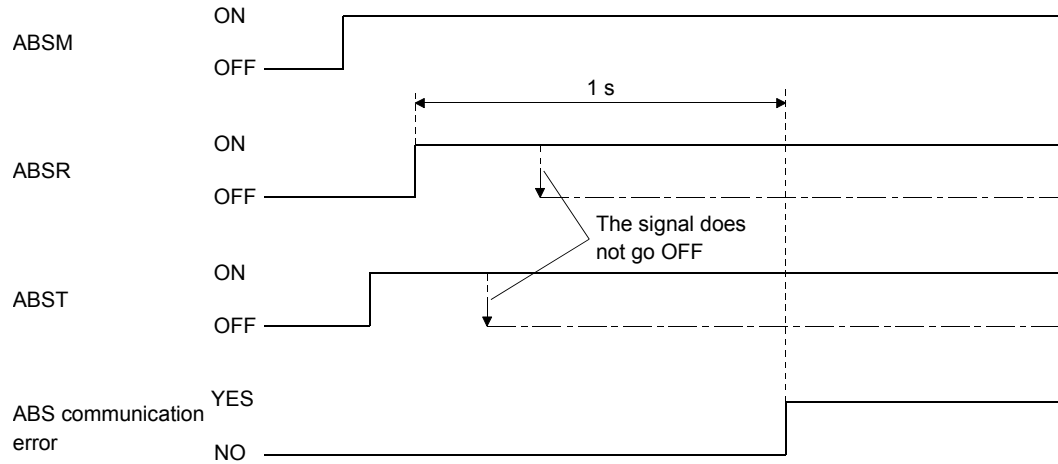 ON
ABSM
OFF
1 s
ON
ABSR
OFF
The signal does
not go OFF
ON
ABST
OFF
YES
ABS communication
error
NO